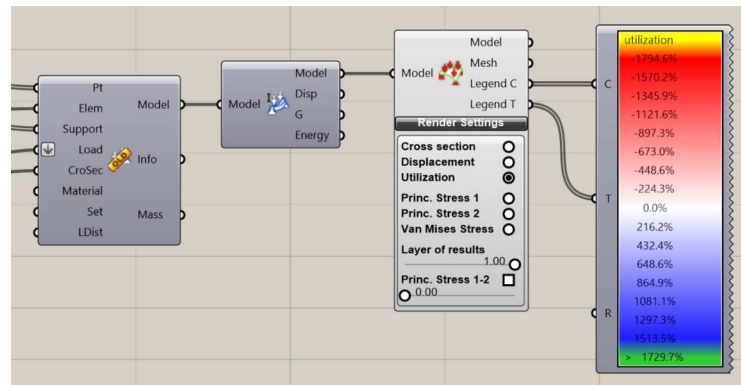 Pt
Elem
Support
Load
CroSec
Material
Set
LDist
Model
Info
Mass
OLD
Model
Model
Disp
G
Energy
Model
Model
Mesh
Legend C
Legend T
Render Settings
Cross section
Displacement
Utilization
Princ. Stress 1
Princ. Stress 2
Van Mises Stress
Layer of results
1.00
Princ. Stress 1-2
0.00
C
T
R
utilization
-1794.6%
-1570.2%
-1345.9%
-1121.6%
-897.3%
-673.0%
-448.6%
-224.3%
0.0%
216.2%
432.4%
648.6%
864.9%
1081.1%
1297.3%
1513.5%
> 1729.7%